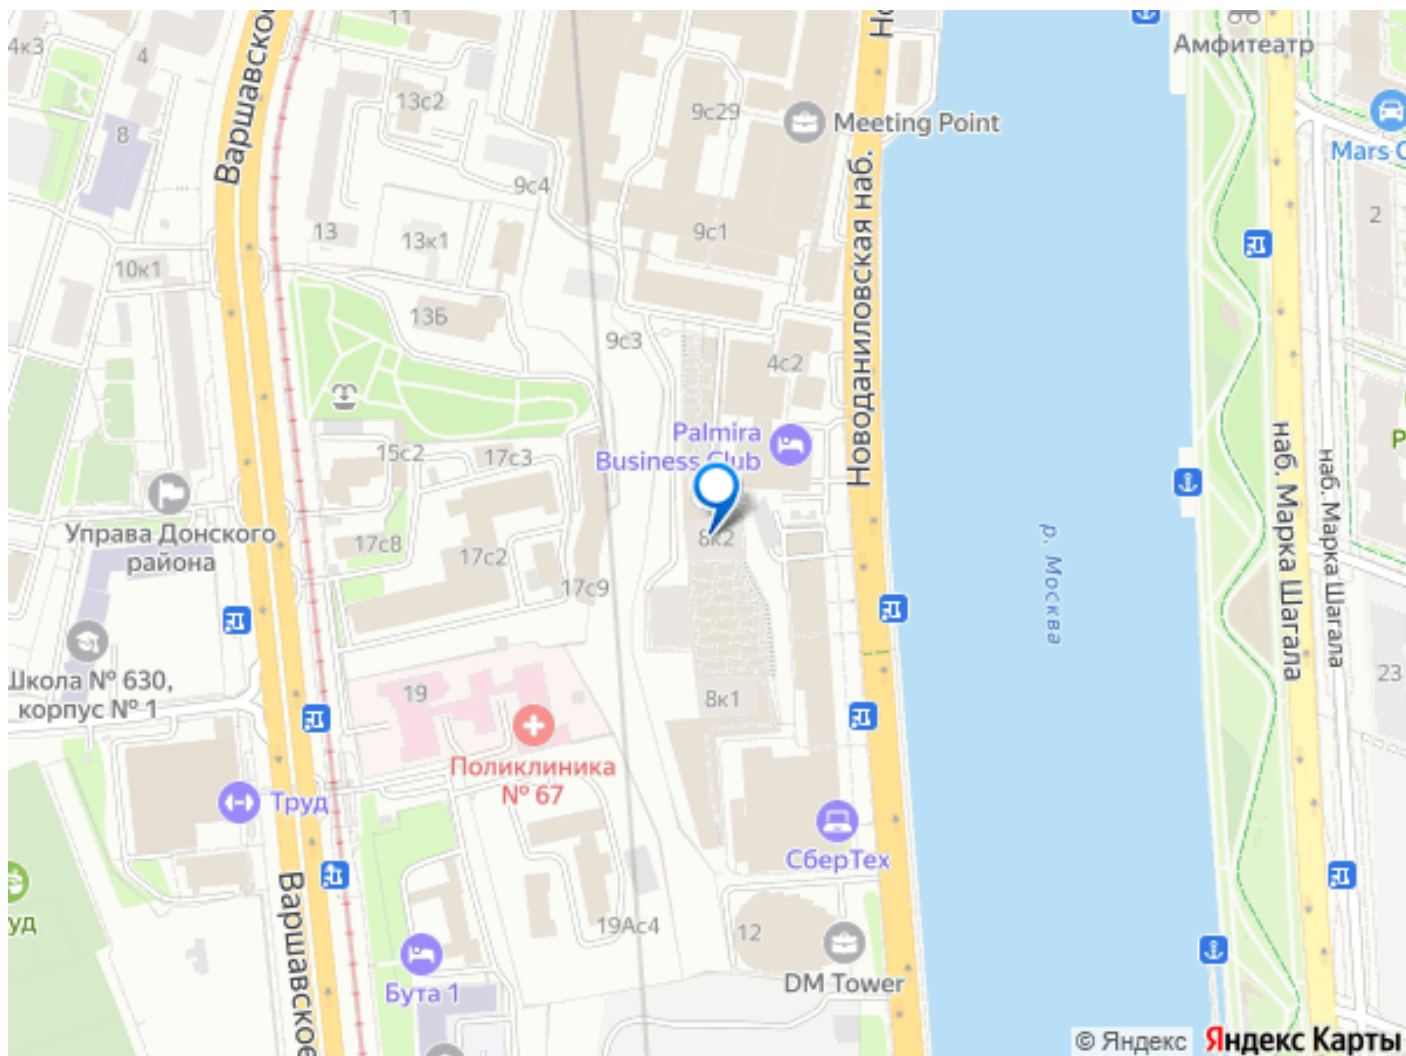 11
Но
4к3
4
Варшавское
13с2
9с29
Meeting Point
Амфитеатр
Mars
8
9с4
2
13
13к1
9с1
10к1
Новоданиловская наб.
13Б
9с3
4с2
Palmira
Business Club
15с2
17с3
наб. Марка Шагала
наб. Марка Шагала
Р
Управа Донского
района
17с8
17с2
8к2
р. Москва
17с9
Школа № 630,
корпус № 1
19
8к1
23
Поликлиника
№ 67
Труд
СберТех
уд
Варшавское
19Ас4
12
DM Tower
Бута 1
© Яндекс Яндекс Карты